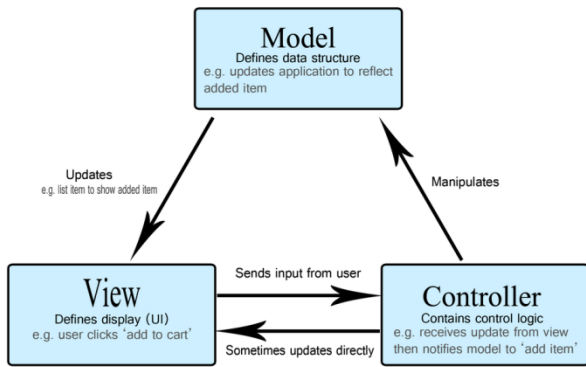 Model
Defines data structure
e.g. updates application to reflect
added item
Updates
e.g. list item to show added item
Manipulates
View
Defines display (UI)
e.g. user clicks ‘add to cart’
Sends input from user
Sometimes updates directly
Controller
Contains control logic
e.g. receives update from view
then notifies model to ‘add item’